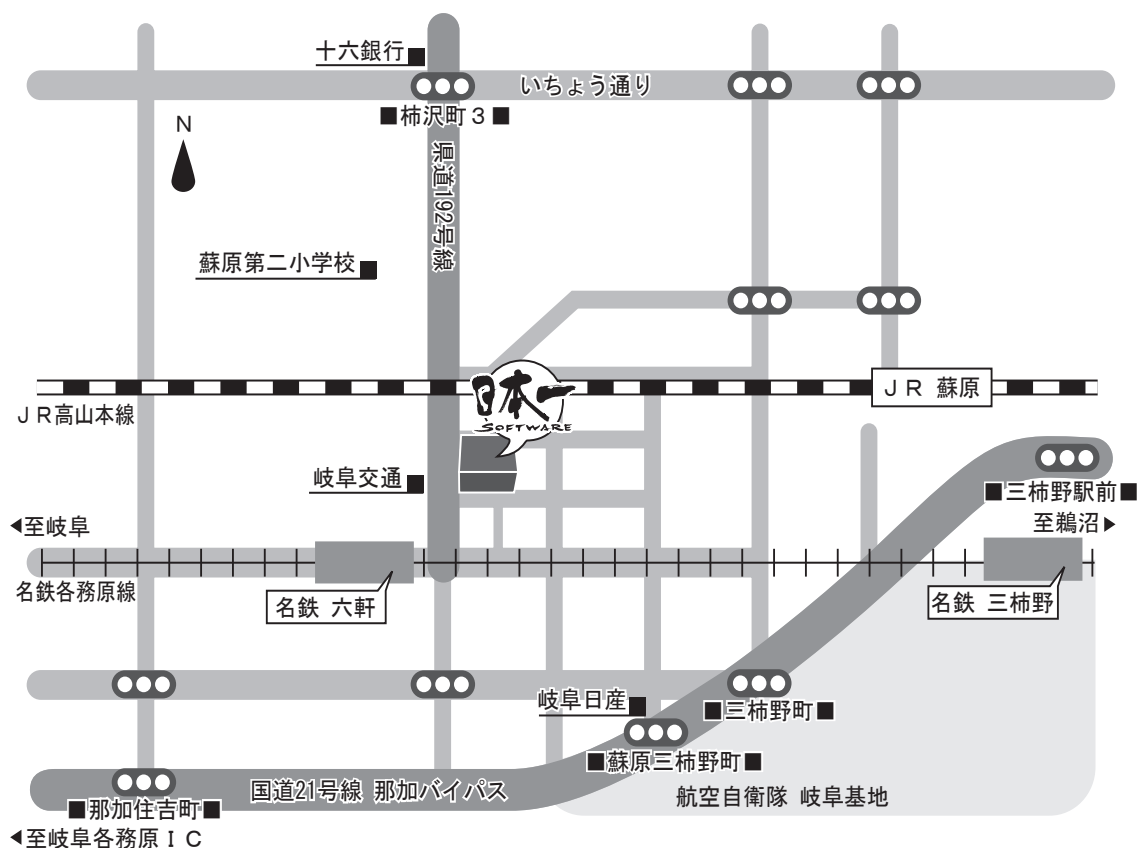 十六銀行
いちょう通り
■柿沢町３■
N
県道192号線
蘇原第二小学校
日本一
SOFTWARE
ＪＲ 蘇原
ＪＲ高山本線
岐阜交通
■三柿野駅前■
◀至岐阜
至鵜沼▶
名鉄各務原線
名鉄 六軒
名鉄 三柿野
岐阜日産
■三柿野町■
■蘇原三柿野町■
国道21号線 那加バイパス
航空自衛隊 岐阜基地
■那加住吉町■
◀至岐阜各務原ＩＣ